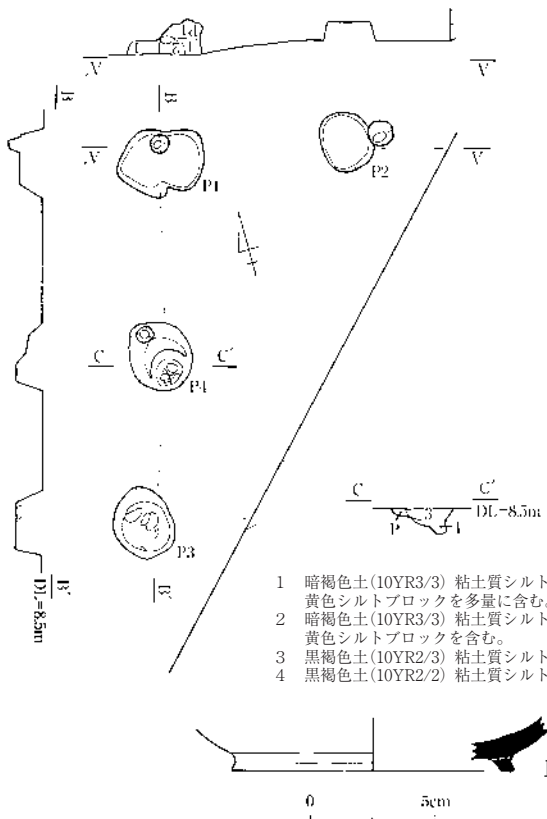 P1
P2
C C'
P4
C C'
3 DL=8.5m
P 4
P3
B'
DL=8.5m B'
1 暗褐色土(10YR3/3) 粘土質シルト
黄色シルトブロックを多量に含む。
2 暗褐色土(10YR3/3) 粘土質シルト
黄色シルトブロックを含む。
3 黒褐色土(10YR2/3) 粘土質シルト
4 黒褐色土(10YR2/2) 粘土質シルト
0 5cm